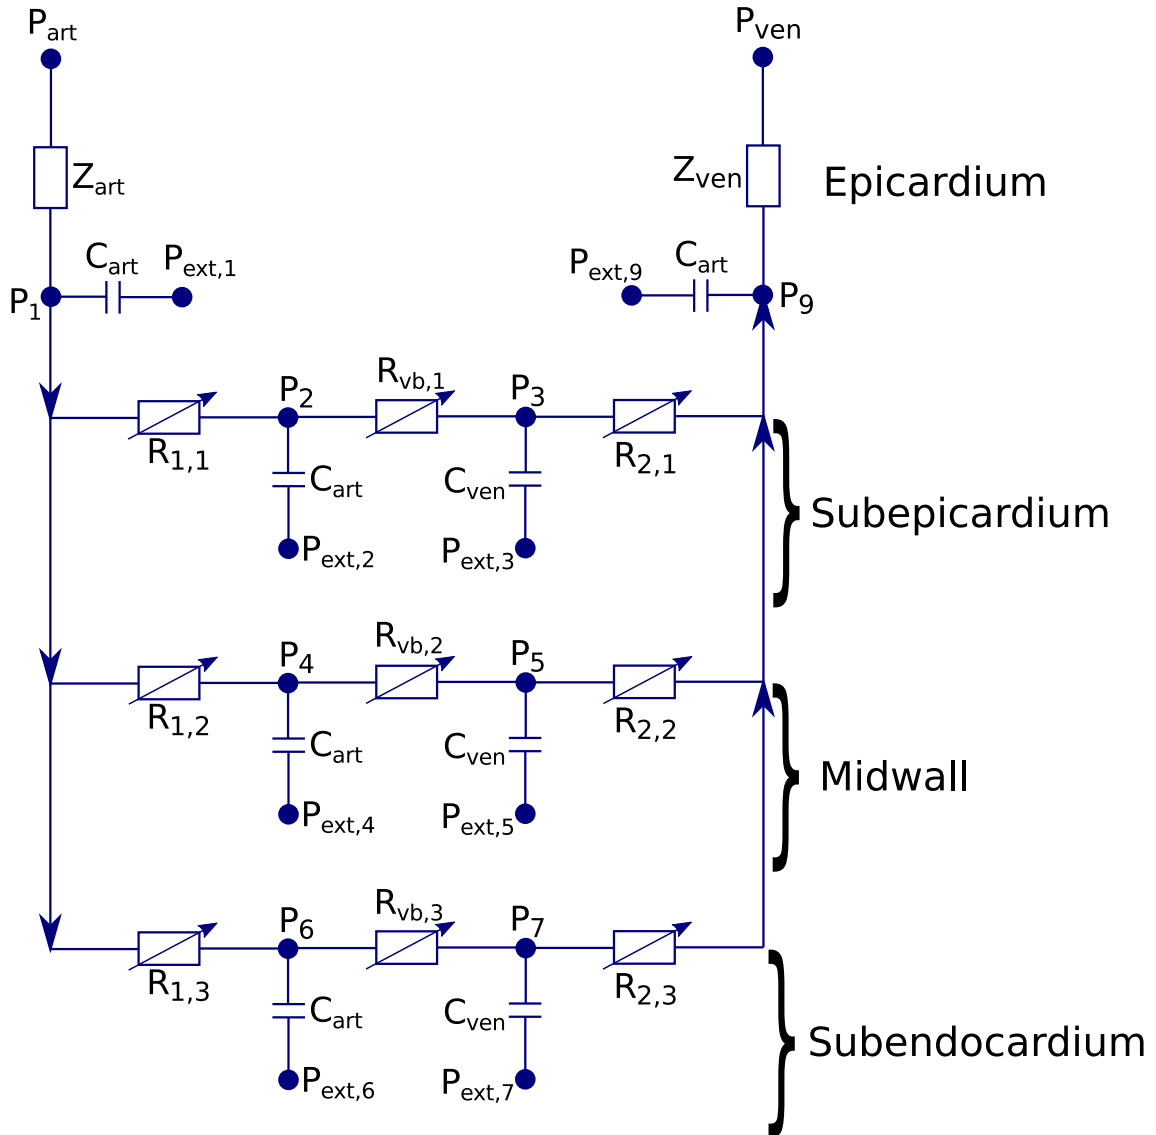 P_art
P_ven
Z_art
Z_ven
Epicardium
C_art
P_ext,1
P_ext,9
C_art
P_1
P_9
P_2
R_vb,1
P_3
R_1,1
R_2,1
C_art
C_ven
Subepicardium
P_ext,2
P_ext,3
P_4
R_vb,2
P_5
R_1,2
R_2,2
C_art
C_ven
Midwall
P_ext,4
P_ext,5
P_6
R_vb,3
P_7
R_1,3
R_2,3
C_art
C_ven
Subendocardium
P_ext,6
P_ext,7